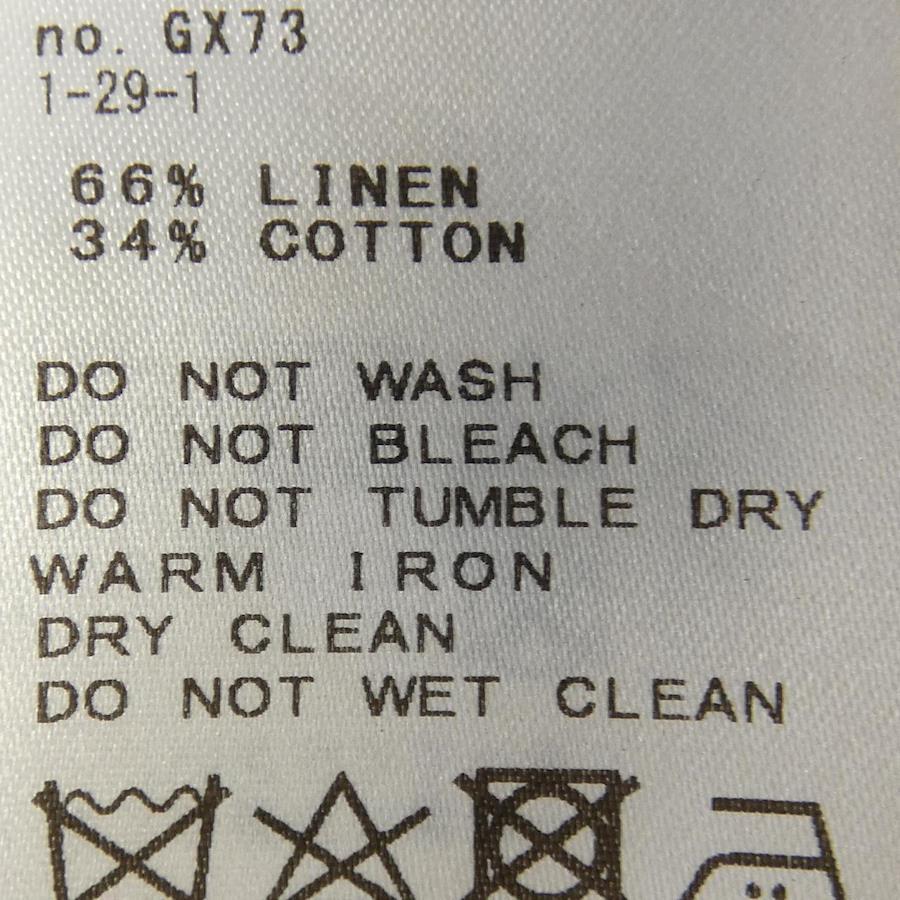 no. GX73
1-29-1
66% LINEN
34% COTTON
DO NOT WASH
DO NOT BLEACH
DO NOT TUMBLE DRY
WARM IRON
DRY CLEAN
DO NOT WET CLEAN